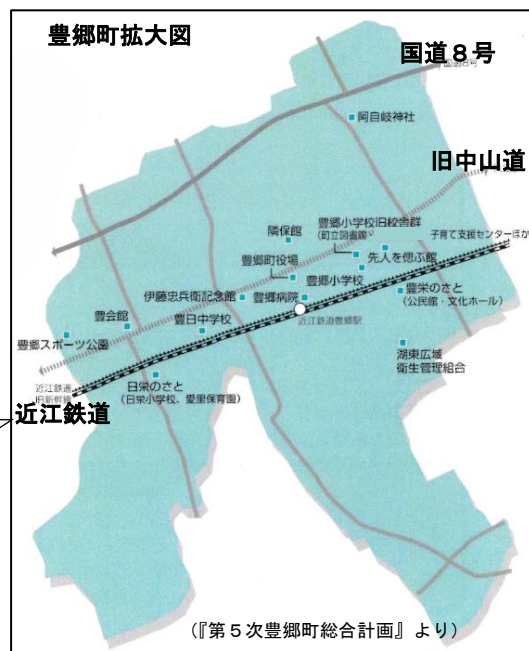 豊郷町拡大図
国道8号
国道8号
阿自岐神社
旧中山道
豊郷小学校旧校舎群
(町立図書館)
子育て支援センターほか
隣保館
先人を偲ぶ館
豊郷町役場
豊郷小学校
豊栄のさと
(公民館・文化ホール)
伊藤忠兵衛記念館
豊郷病院
近江鉄道豊郷駅
豊会館
豊日中学校
豊郷スポーツ公園
湖東広域
衛生管理組合
近江鉄道
旧新幹線
日栄のさと
(日栄小学校、愛里保育園)
近江鉄道
(『第5次豊郷町総合計画』より)